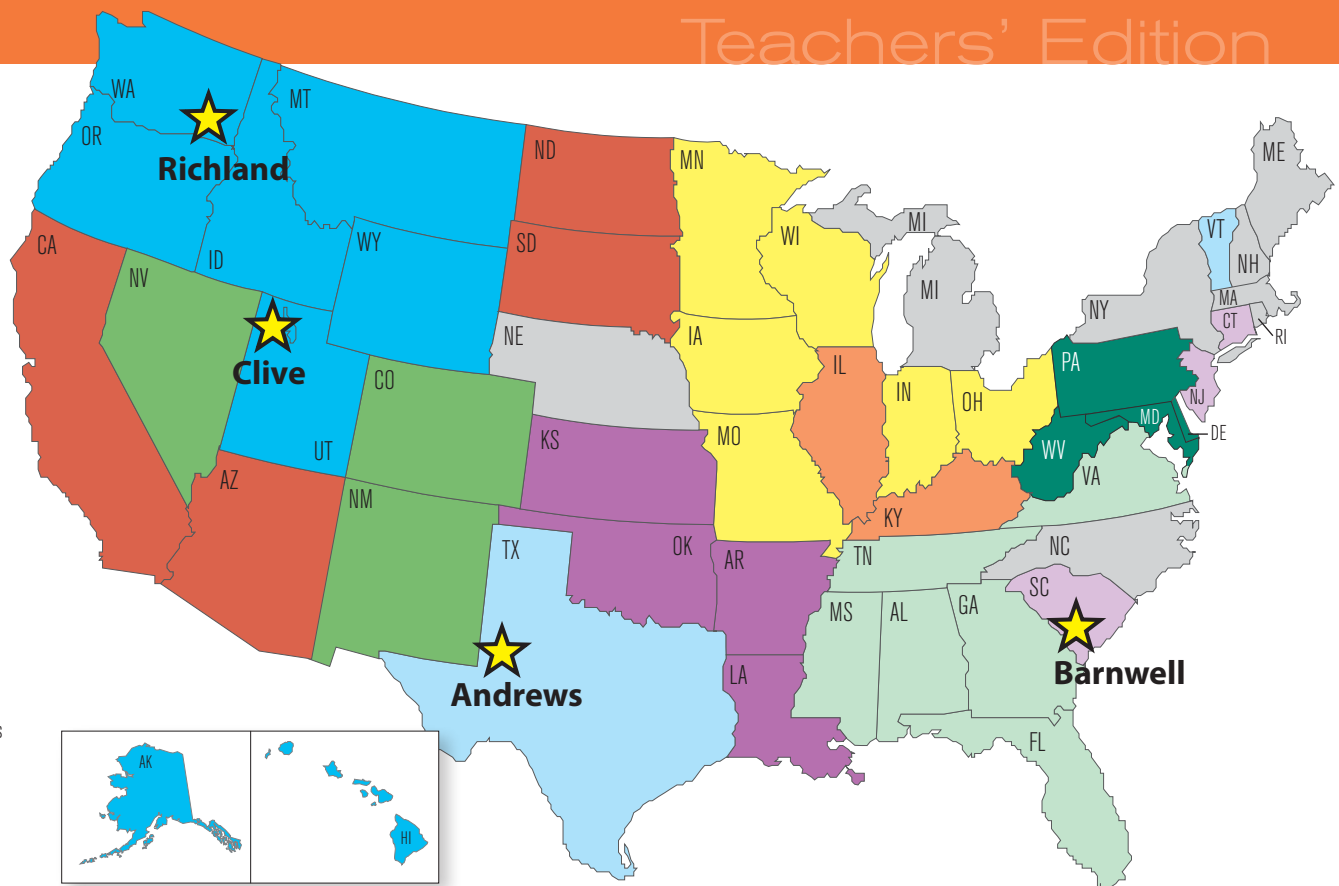 Teachers' Edition
WA
MT
OR
Richland
ND
MN
ME
CA
ID
WY
SD
WI
MI
VT
NH
NV
MI
NY
MA
CT
RI
NE
IA
Clive
CO
IL
IN
OH
PA
NJ
MD
DE
UT
KS
MO
WV
VA
AZ
NM
KY
NC
TX
OK
AR
TN
SC
MS
AL
GA
Andrews
LA
Barnwell
FL
s
AK
HI